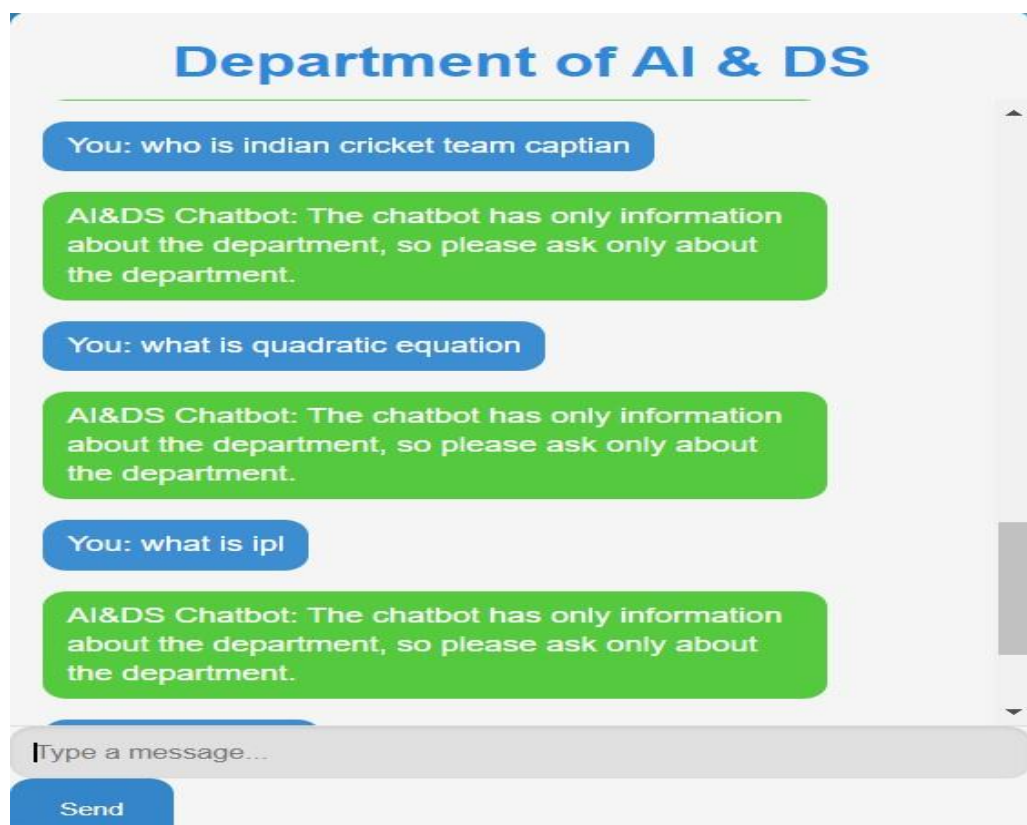 Department of AI & DS
You: who is indian cricket team captian
AI&DS Chatbot: The chatbot has only information
about the department, so please ask only about
the department.
You: what is quadratic equation
AI&DS Chatbot: The chatbot has only information
about the department, so please ask only about
the department.
You: what is ipl
AI&DS Chatbot: The chatbot has only information
about the department, so please ask only about
the department.
Type a message...
Send